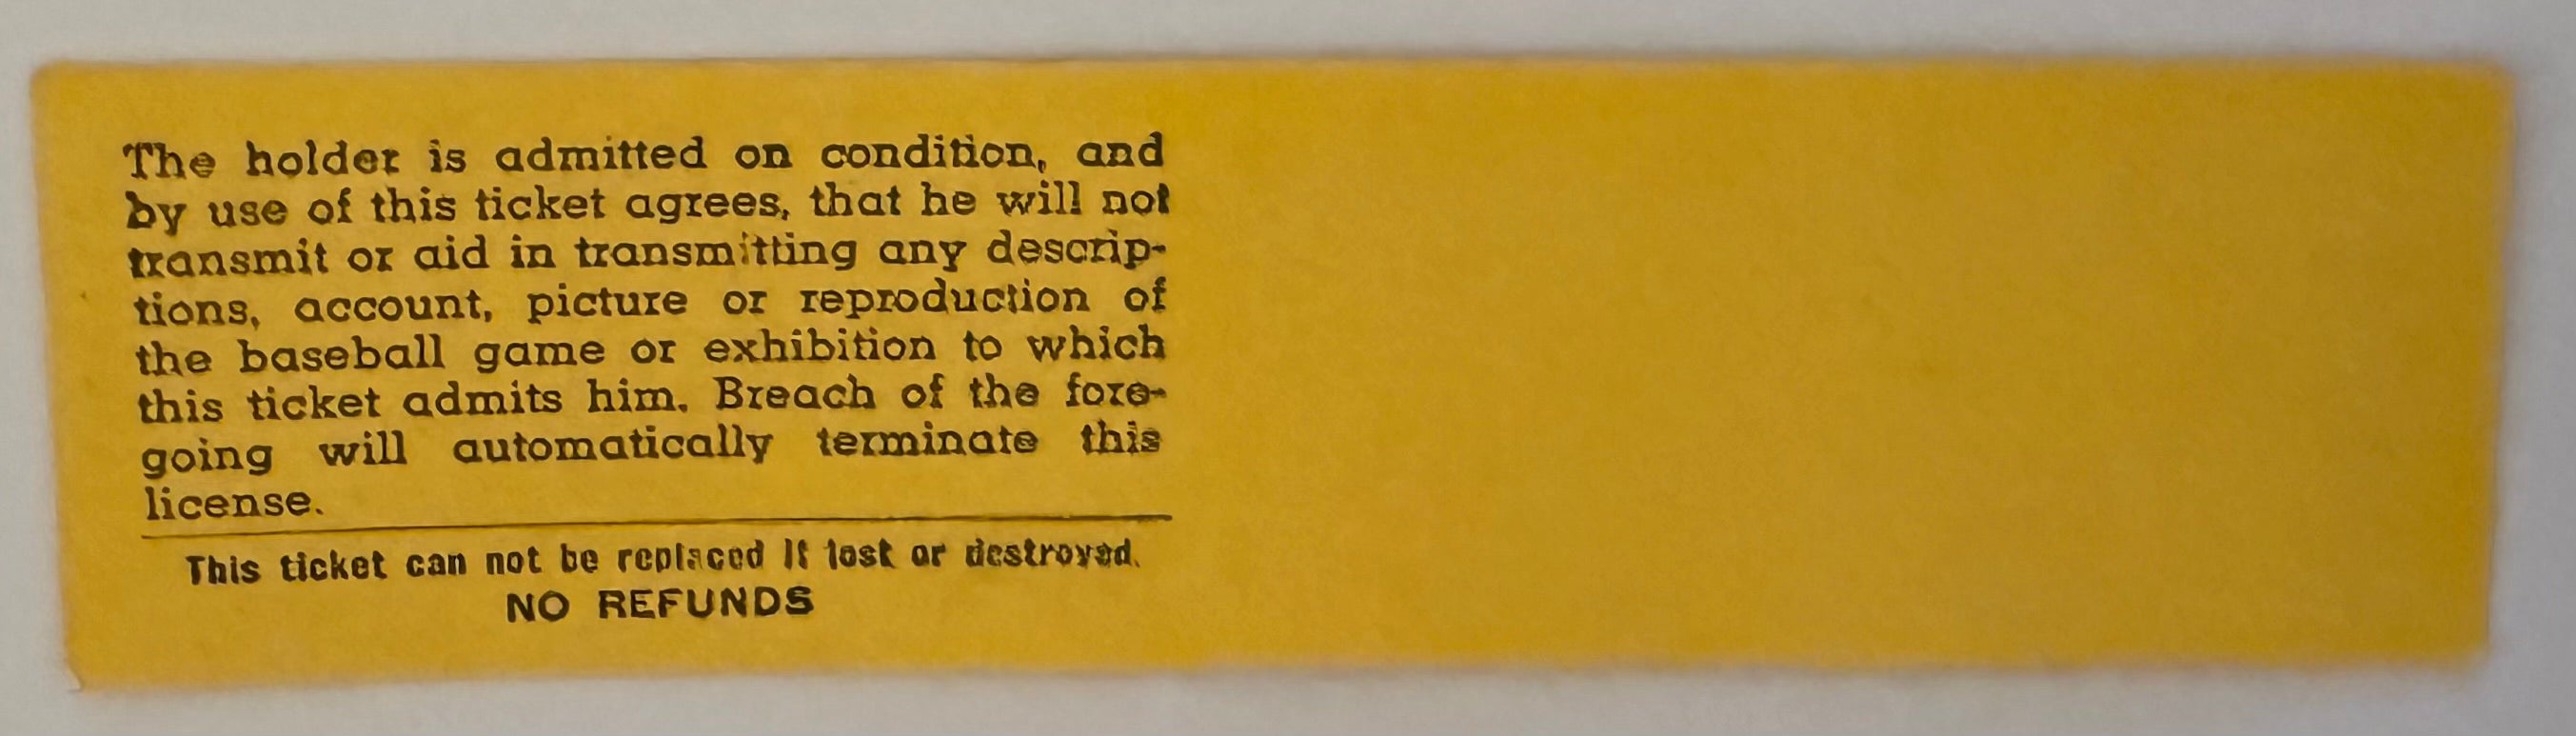 The holder is admitted on condition, and
by use of this ticket agrees, that he will not
transmit or aid in transmitting any descrip-
tions, account, picture or reproduction of
the baseball game or exhibition to which
this ticket admits him. Breach of the fore-
going will automatically terminate this
license.
This ticket can not be replaced if lost or destroyed.
NO REFUNDS